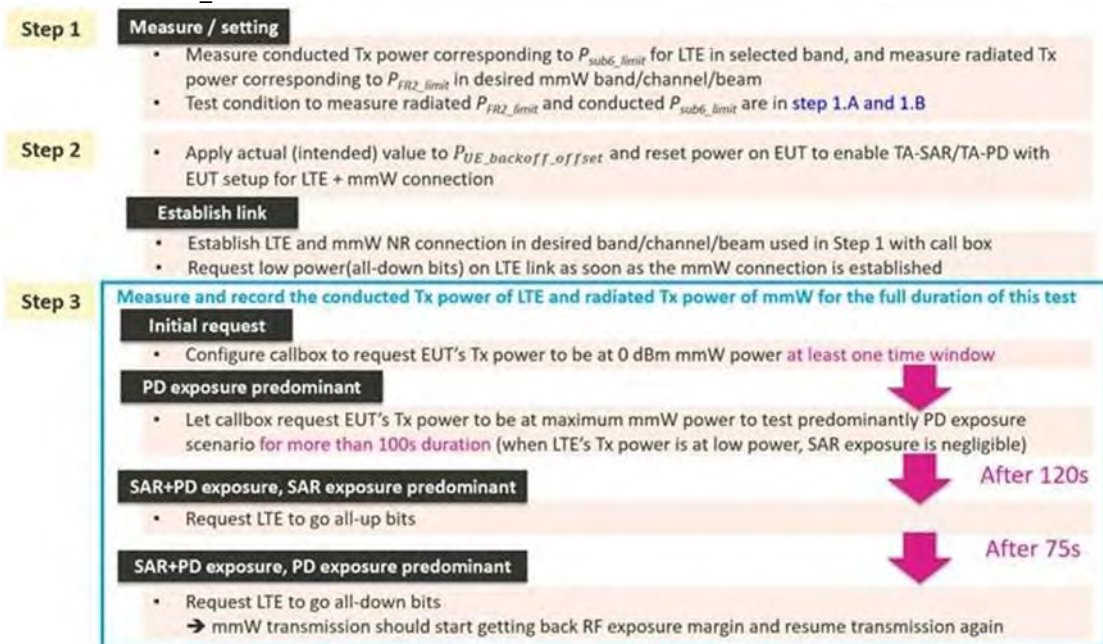 Step 1
Measure / setting
• Measure conducted Tx power corresponding to P_sub6_limit for LTE in selected band, and measure radiated Tx
power corresponding to P_FR2_limit in desired mmW band/channel/beam
• Test condition to measure radiated P_FR2_limit and conducted P_sub6_limit are in step 1.A and 1.B
Step 2
• Apply actual (intended) value to P_UE_backoff_offset and reset power on EUT to enable TA-SAR/TA-PD with
EUT setup for LTE + mmW connection
Establish link
• Establish LTE and mmW NR connection in desired band/channel/beam used in Step 1 with call box
• Request low power(all-down bits) on LTE link as soon as the mmW connection is established
Step 3
Measure and record the conducted Tx power of LTE and radiated Tx power of mmW for the full duration of this test
Initial request
• Configure callbox to request EUT's Tx power to be at 0 dBm mmW power at least one time window
PD exposure predominant
• Let callbox request EUT's Tx power to be at maximum mmW power to test predominantly PD exposure
scenario for more than 100s duration (when LTE's Tx power is at low power, SAR exposure is negligible)
After 120s
SAR+PD exposure, SAR exposure predominant
• Request LTE to go all-up bits
After 75s
SAR+PD exposure, PD exposure predominant
• Request LTE to go all-down bits
➔ mmW transmission should start getting back RF exposure margin and resume transmission again